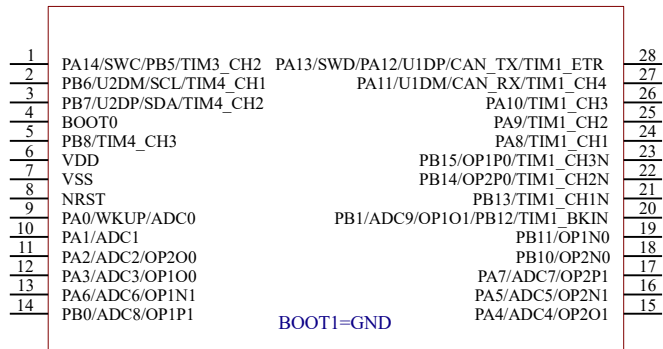 1 PA14/SWC/PB5/TIM3_CH2 PA13/SWD/PA12/U1DP/CAN_TX/TIM1_ETR 28
2 PB6/U2DM/SCL/TIM4_CH1 PA11/U1DM/CAN_RX/TIM1_CH4 27
3 PB7/U2DP/SDA/TIM4_CH2 PA10/TIM1_CH3 26
4 BOOT0 PA9/TIM1_CH2 25
5 PB8/TIM4_CH3 PA8/TIM1_CH1 24
6 VDD PB15/OP1P0/TIM1_CH3N 23
7 VSS PB14/OP2P0/TIM1_CH2N 22
8 NRST PB13/TIM1_CH1N 21
9 PA0/WKUP/ADC0 PB1/ADC9/OP1O1/PB12/TIM1_BKIN 20
10 PA1/ADC1 PB11/OP1N0 19
11 PA2/ADC2/OP2O0 PB10/OP2N0 18
12 PA3/ADC3/OP1O0 PA7/ADC7/OP2P1 17
13 PA6/ADC6/OP1N1 PA5/ADC5/OP2N1 16
14 PB0/ADC8/OP1P1 PA4/ADC4/OP2O1 15
BOOT1=GND